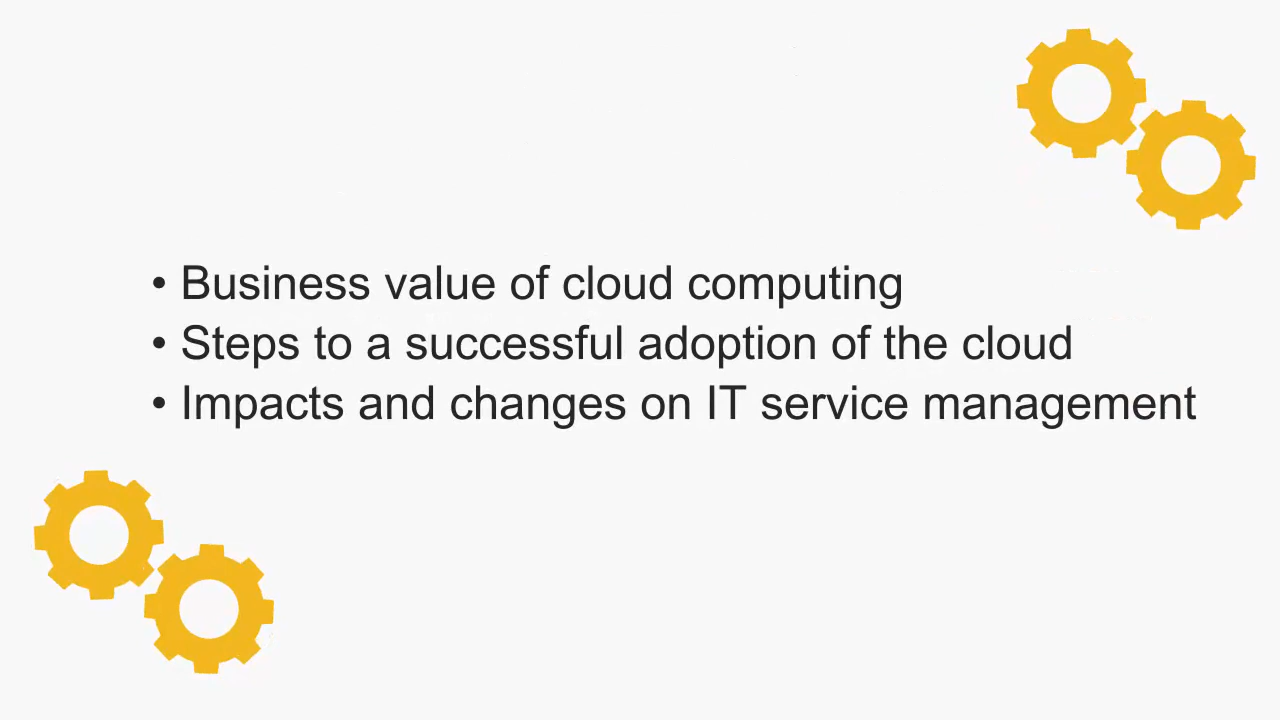 • Business value of cloud computing
• Steps to a successful adoption of the cloud
• Impacts and changes on IT service management